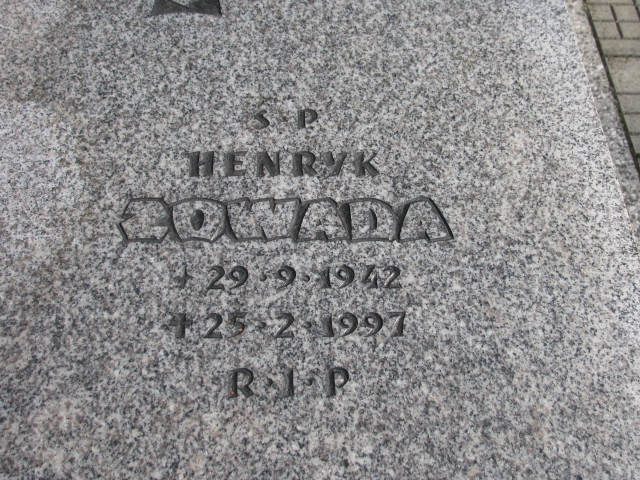 Ś P
HENRYK
ZOWADA
* 29·9·1942
† 25·2·1997
R·I·P